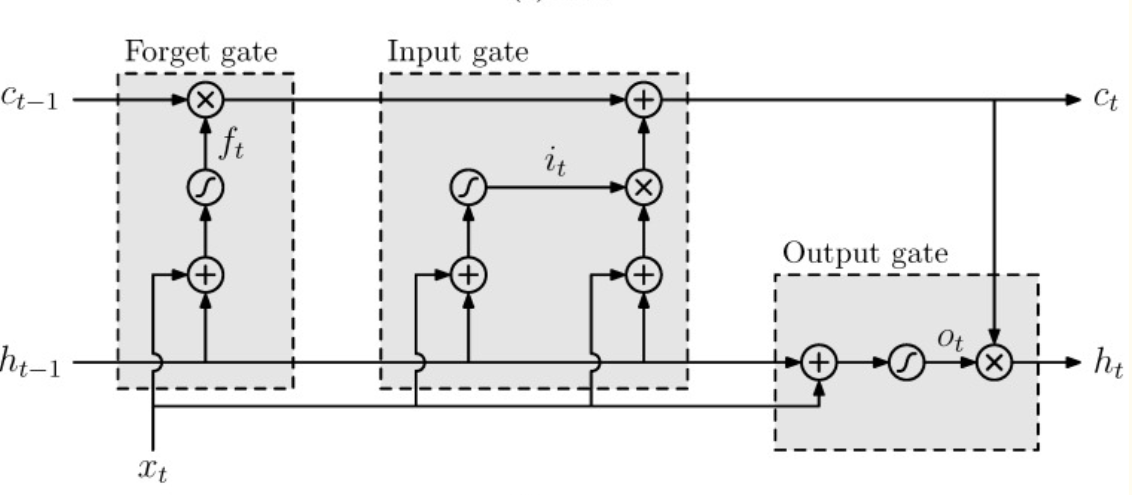 Forget gate
Input gate
c_{t−1}
c_t
f_t
i_t
Output gate
o_t
h_{t−1}
h_t
x_t